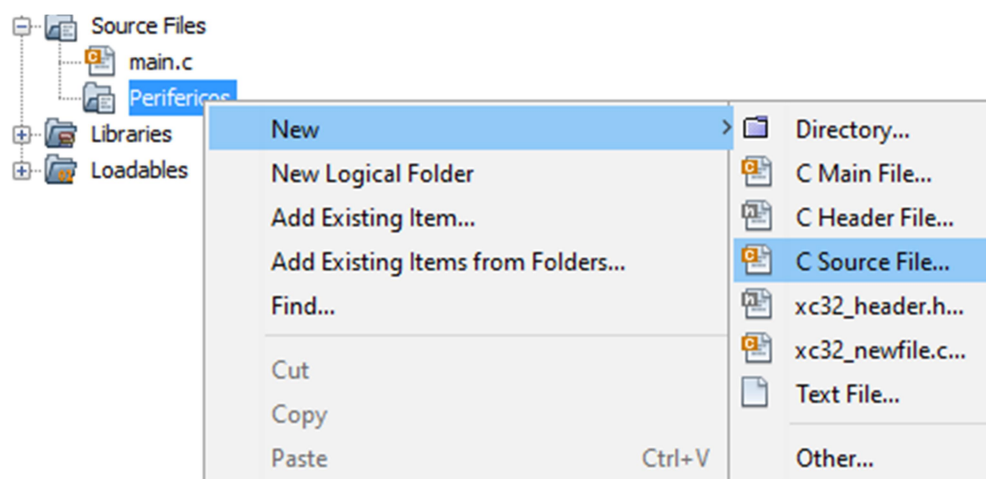 Source Files
main.c
Perifericos
Libraries
Loadables
New
New Logical Folder
Add Existing Item...
Add Existing Items from Folders...
Find...
Cut
Copy
Paste Ctrl+V
Directory...
C Main File...
C Header File...
C Source File...
xc32_header.h...
xc32_newfile.c...
Text File...
Other...